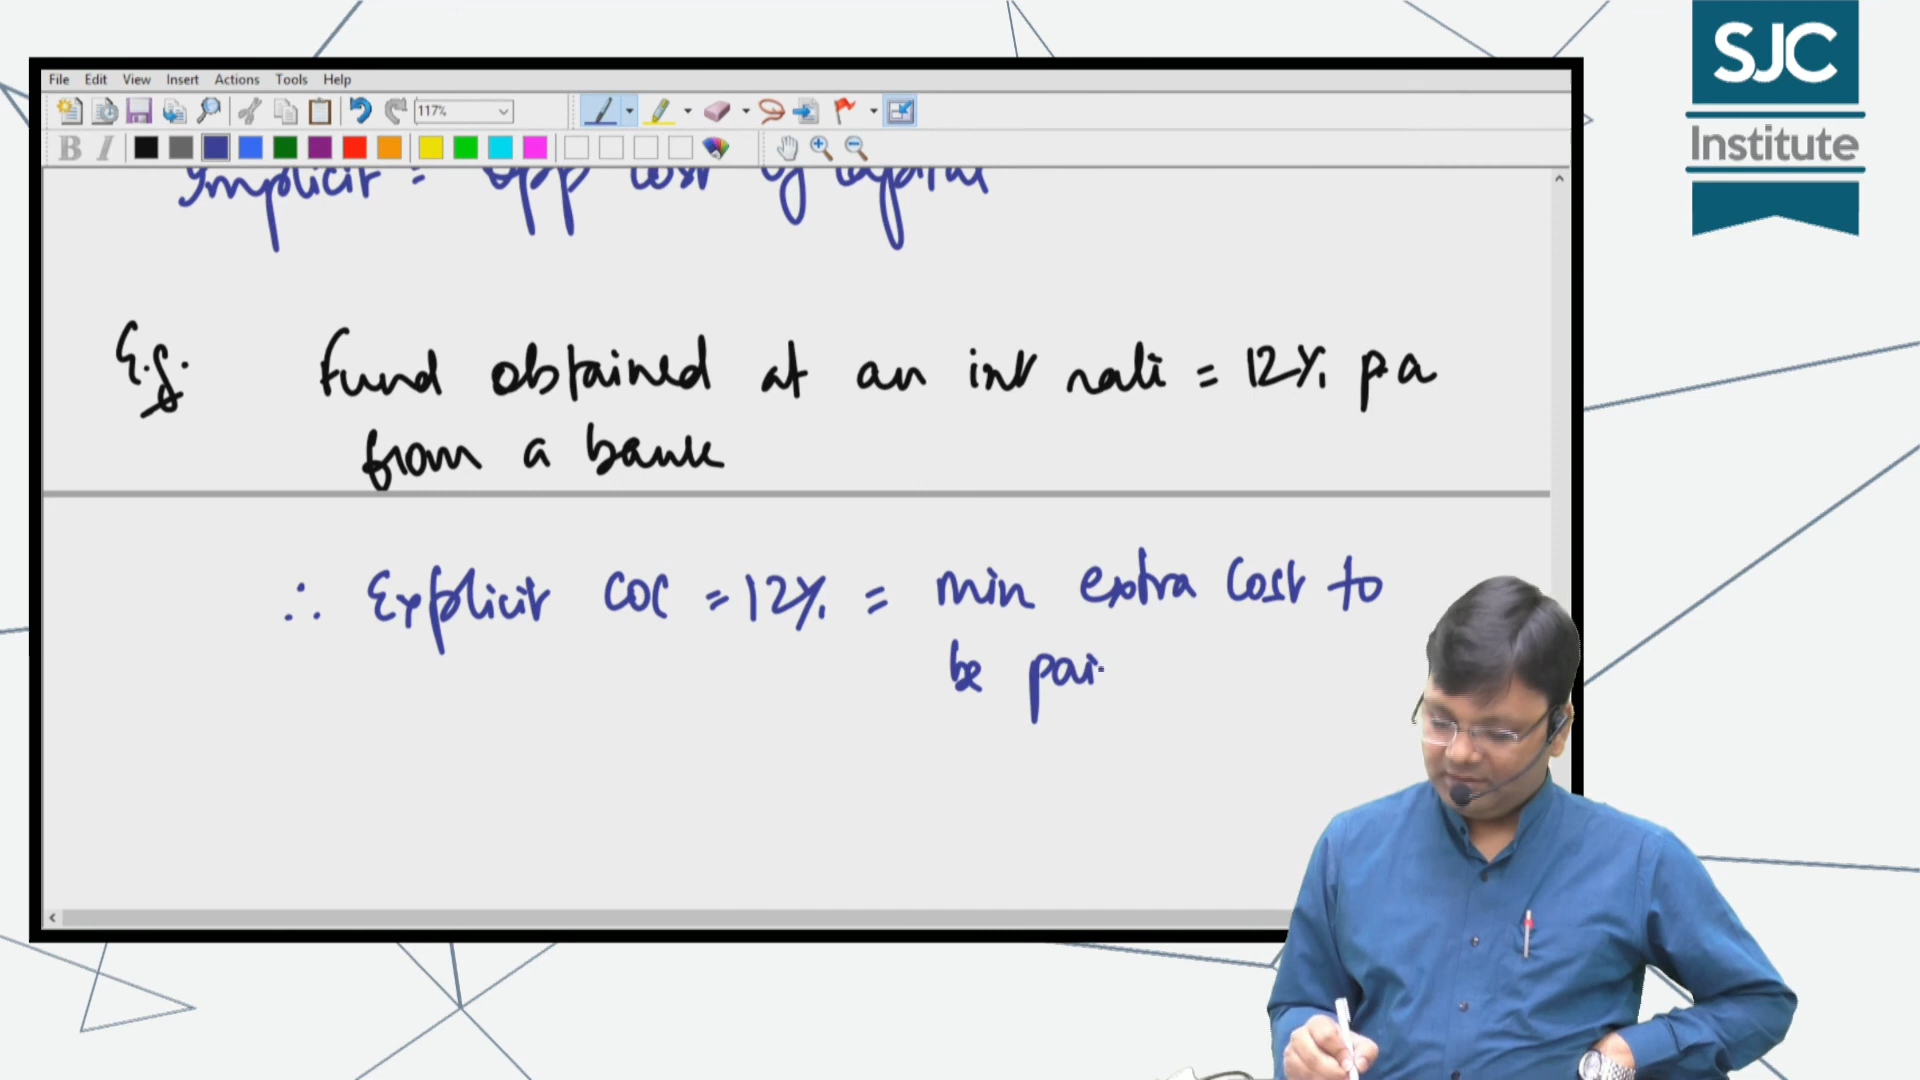 SJC
Institute
File Edit View Insert Actions Tools Help
117%
B I
Implicit = opp cost of capital
E.g. Fund obtained at an int rate = 12% pa
from a bank
∴ Explicit COC = 12% = min extra cost to
be pai